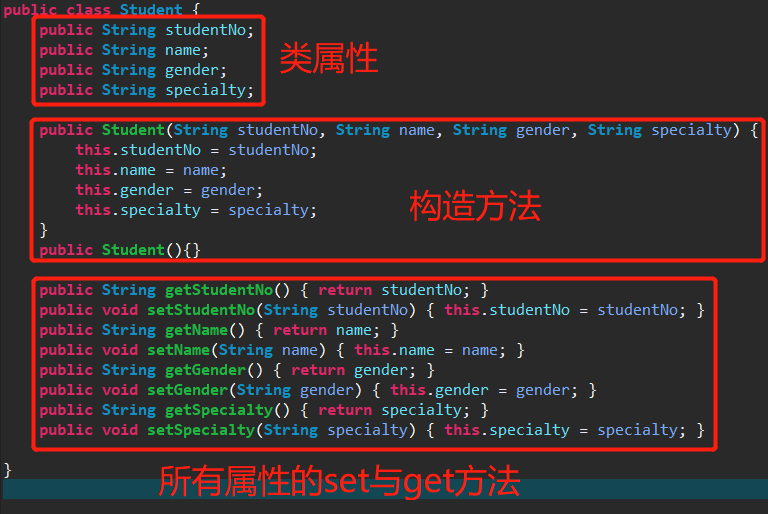 public class Student {
public String studentNo;
public String name;
类属性
public String gender;
public String specialty;
public Student(String studentNo, String name, String gender, String specialty) {
this.studentNo = studentNo;
this.name = name;
this.gender = gender;
this.specialty = specialty;
构造方法
}
public Student(){}
public String getStudentNo() { return studentNo; }
public void setStudentNo(String studentNo) { this.studentNo = studentNo; }
public String getName() { return name; }
public void setName(String name) { this.name = name; }
public String getGender() { return gender; }
public void setGender(String gender) { this.gender = gender; }
public String getSpecialty() { return specialty; }
public void setSpecialty(String specialty) { this.specialty = specialty; }
}
所有属性的set与get方法